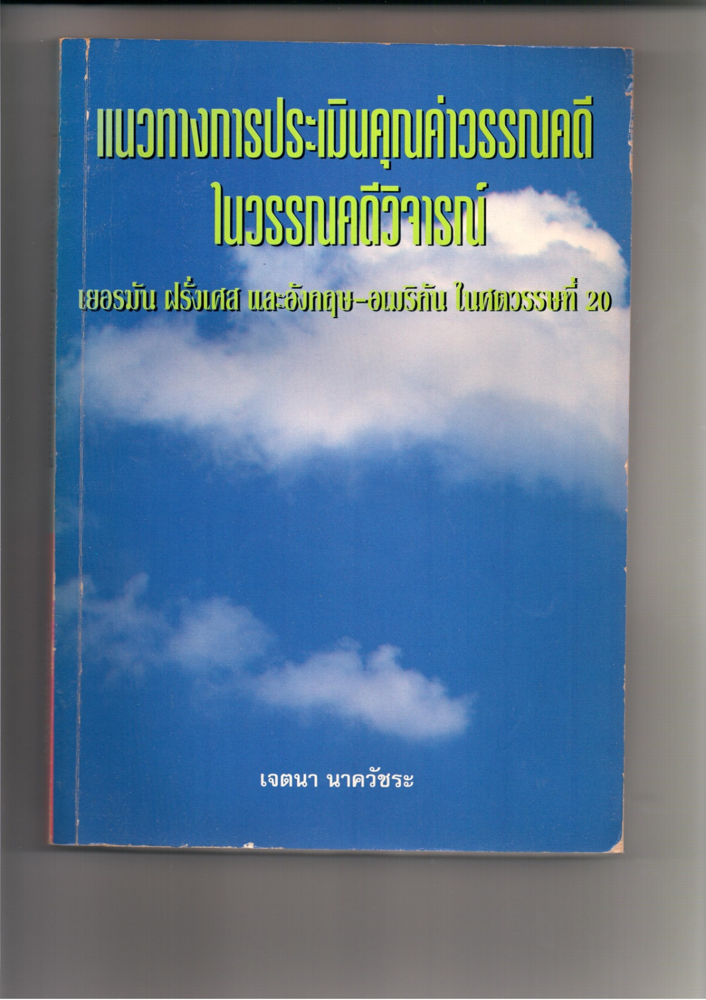 แนวทางการประเมินคุณค่าวรรณคดี
ในวรรณคดีวิจารณ์
เยอรมัน ฝรั่งเศส และอังกฤษ-อเมริกัน ในศตวรรษที่ 20
เจตนา นาควัชระ